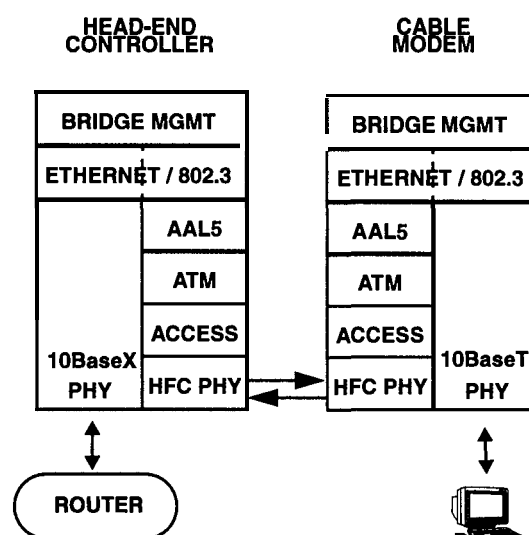 HEAD-END
CONTROLLER
BRIDGE MGMT
ETHERNET / 802.3
AAL5
ATM
ACCESS
10BaseX
PHY
HFC PHY
ROUTER
CABLE
MODEM
BRIDGE MGMT
ETHERNET / 802.3
AAL5
ATM
ACCESS
HFC PHY
10BaseT
PHY